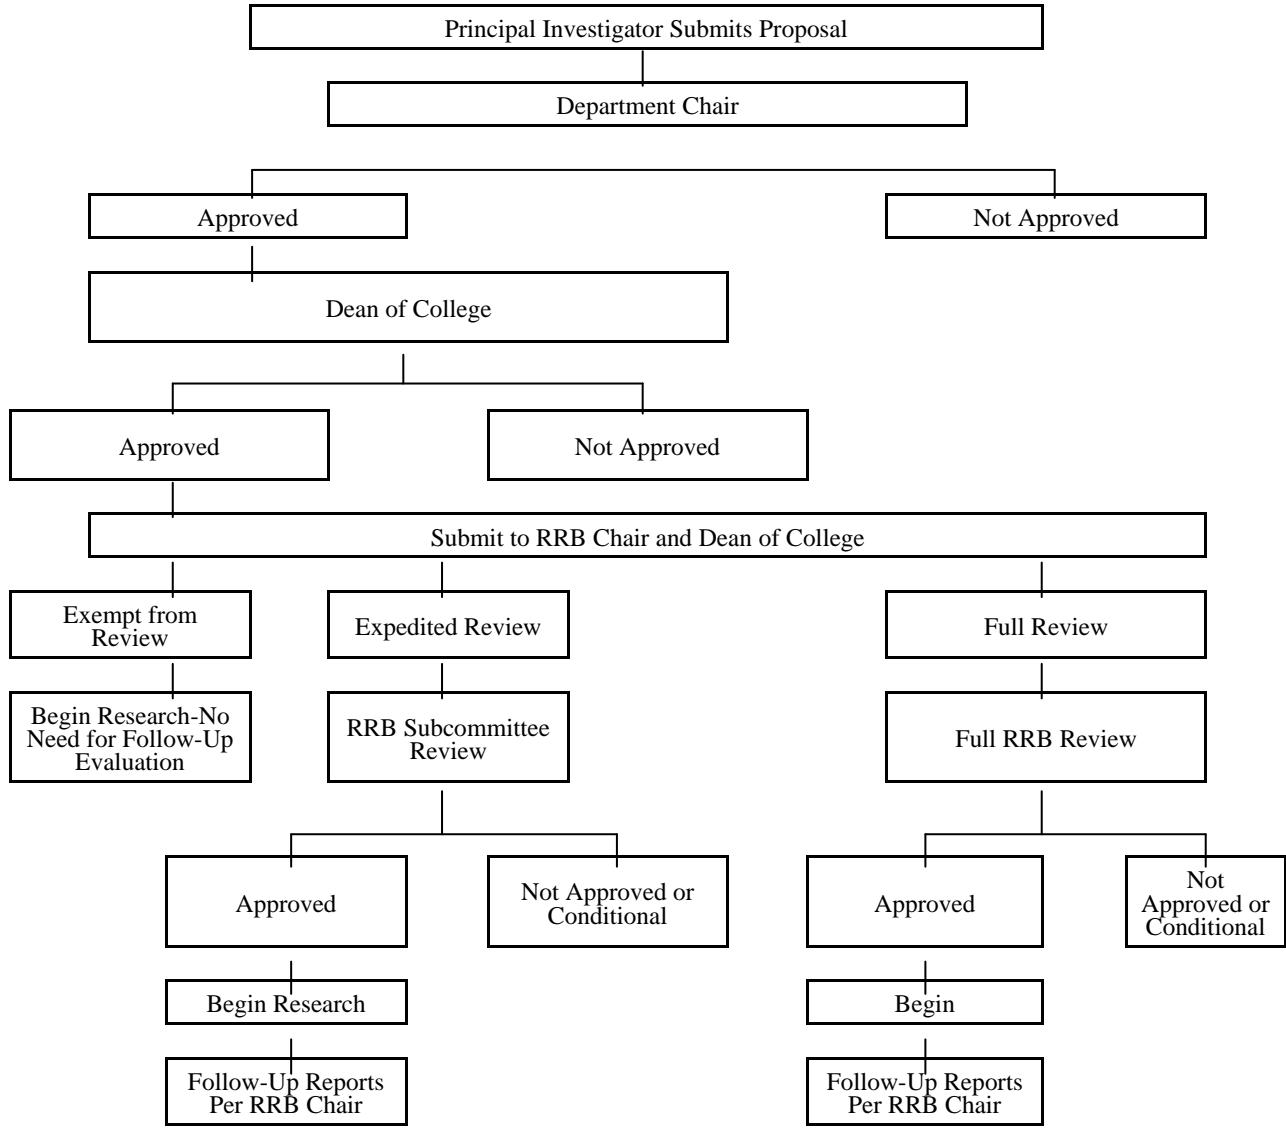 Principal Investigator Submits Proposal
Department Chair
Approved
Not Approved
Dean of College
Approved
Not Approved
Submit to RRB Chair and Dean of College
Exempt from
Review
Expedited Review
Full Review
Begin Research-No
Need for Follow-Up
Evaluation
RRB Subcommittee
Review
Full RRB Review
Approved
Not Approved or
Conditional
Approved
Not
Approved or
Conditional
Begin Research
Begin
Follow-Up Reports
Per RRB Chair
Follow-Up Reports
Per RRB Chair